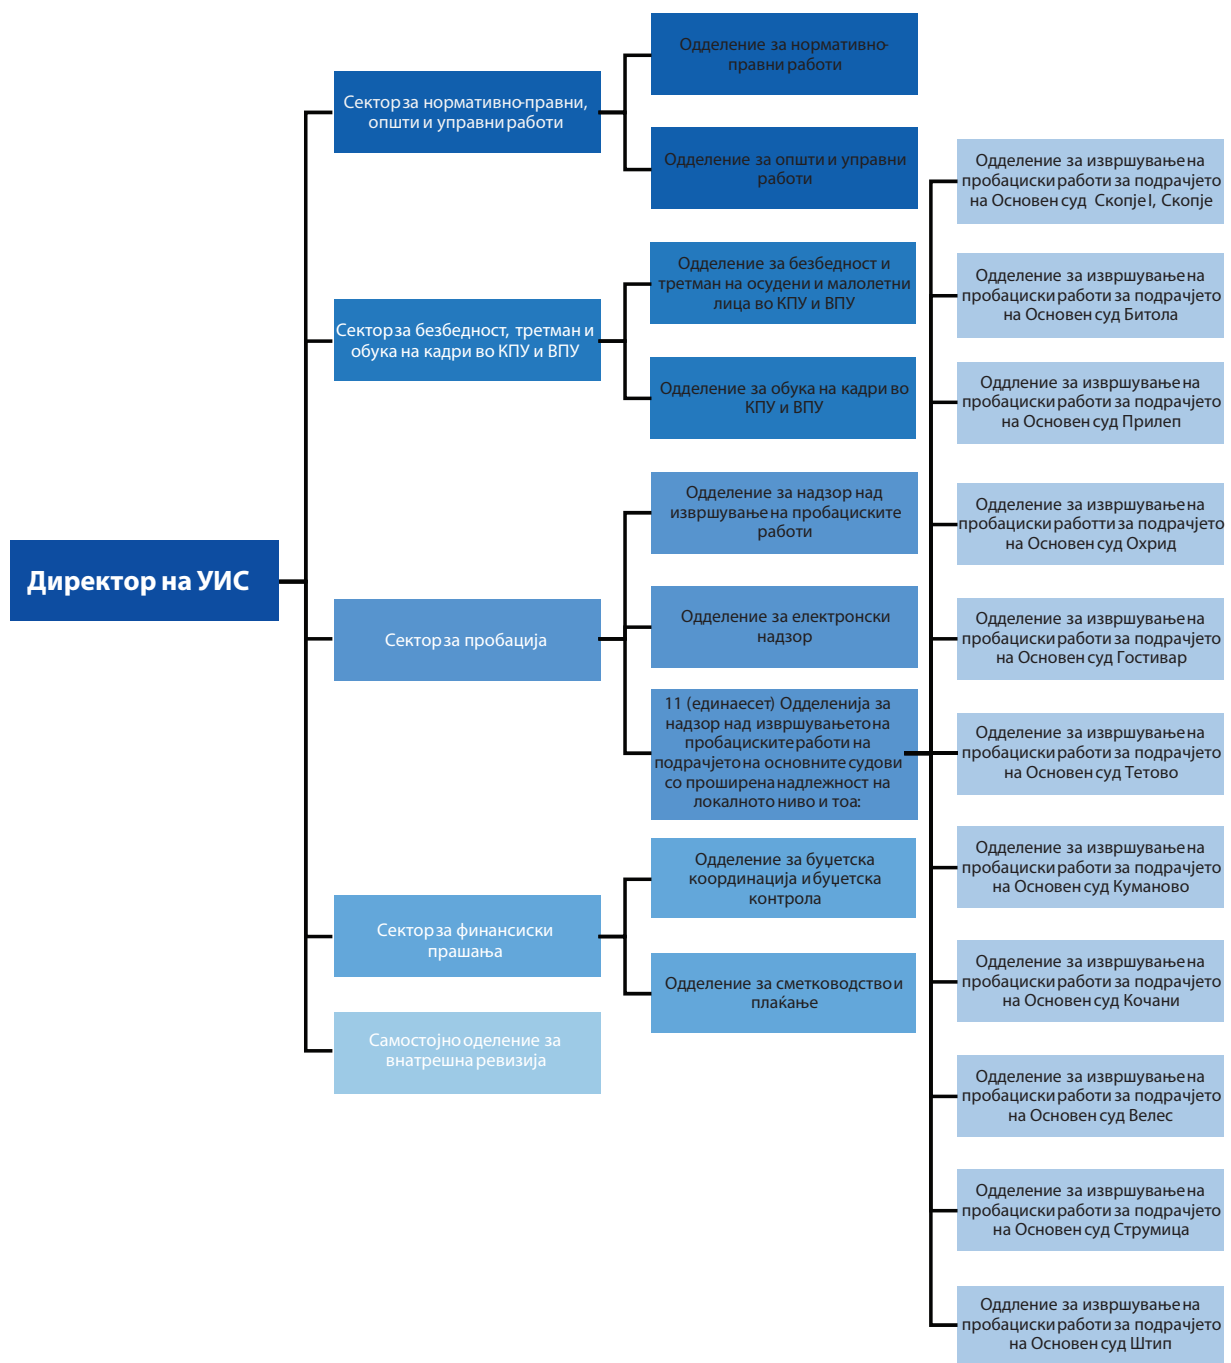 Директор на УИС
Сектор за нормативно-правни,
општи и управни работи
Одделение за нормативно-
правни работи
Одделение за општи и управни
работи
Сектор за безбедност, третман и
обука на кадри во КПУ и ВПУ
Одделение за безбедност и
третман на осудени и малолетни
лица во КПУ и ВПУ
Одделение за обука на кадри во
КПУ и ВПУ
Сектор за пробација
Одделение за надзор над
извршување на пробациските
работи
Одделение за електронски
надзор
11 (единаесет) Одделенија за
надзор над извршувањето на
пробациските работи на
подрачјето на основните судови
со проширена надлежност на
локалното ниво и тоа:
Одделение за извршување на
пробациски работи за подрачјето
на Основен суд Скопје I, Скопје
Одделение за извршување на
пробациски работи за подрачјето
на Основен суд Битола
Оддление за извршување на
пробациски работи за подрачјето
на Основен суд Прилеп
Одделение за извршување на
пробациски работти за подрачјето
на Основен суд Охрид
Одделение за извршување на
пробациски работи за подрачјето
на Основен суд Гостивар
Одделение за извршување на
пробациски работи за подрачјето
на Основен суд Тетово
Одделение за извршување на
пробациски работи за подрачјето
на Основен суд Куманово
Одделение за извршување на
пробациски работи за подрачјето
на Основен суд Кочани
Одделение за извршување на
пробациски работи за подрачјето
на Основен суд Велес
Одделение за извршување на
пробациски работи за подрачјето
на Основен суд Струмица
Оддление за извршување на
пробациски работи за подрачјето
на Основен суд Штип
Сектор за финансиски
прашања
Одделение за буџетска
координација и буџетска
контрола
Одделение за сметководство и
плаќање
Самостојно оделение за
внатрешна ревизија